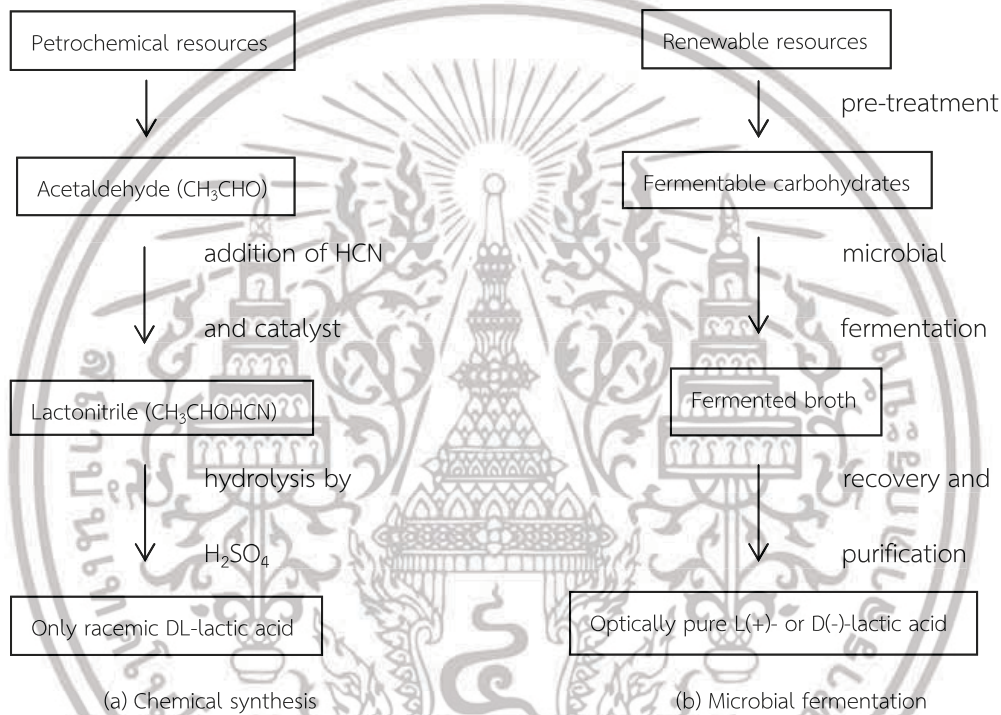 Petrochemical resources
Acetaldehyde (CH₃CHO)
addition of HCN
and catalyst
Lactonitrile (CH₃CHOHCN)
hydrolysis by
H₂SO₄
Only racemic DL-lactic acid
(a) Chemical synthesis
Renewable resources
pre-treatment
Fermentable carbohydrates
microbial
fermentation
Fermented broth
recovery and
purification
Optically pure L(+)- or D(-)-lactic acid
(b) Microbial fermentation